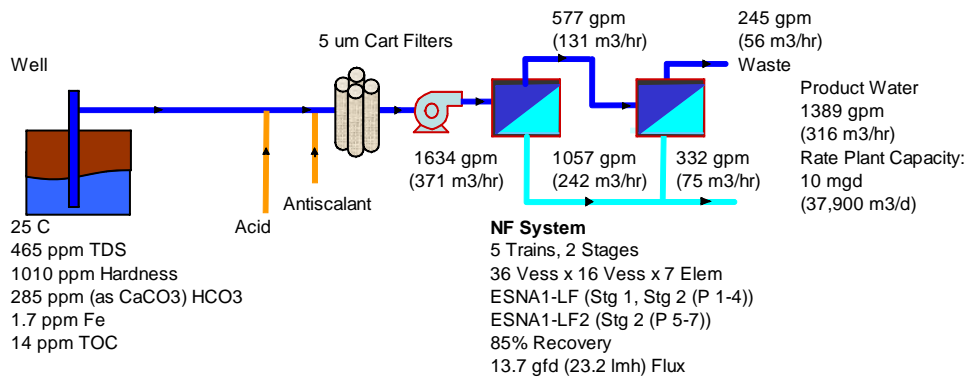 577 gpm
(131 m3/hr)
245 gpm
(56 m3/hr)
Waste
5 um Cart Filters
Well
Product Water
1389 gpm
(316 m3/hr)
Rate Plant Capacity:
10 mgd
(37,900 m3/d)
1634 gpm
(371 m3/hr)
1057 gpm
(242 m3/hr)
332 gpm
(75 m3/hr)
Antiscalant
Acid
25 C
465 ppm TDS
1010 ppm Hardness
285 ppm (as CaCO3) HCO3
1.7 ppm Fe
14 ppm TOC
NF System
5 Trains, 2 Stages
36 Vess x 16 Vess x 7 Elem
ESNA1-LF (Stg 1, Stg 2 (P 1-4))
ESNA1-LF2 (Stg 2 (P 5-7))
85% Recovery
13.7 gfd (23.2 lmh) Flux